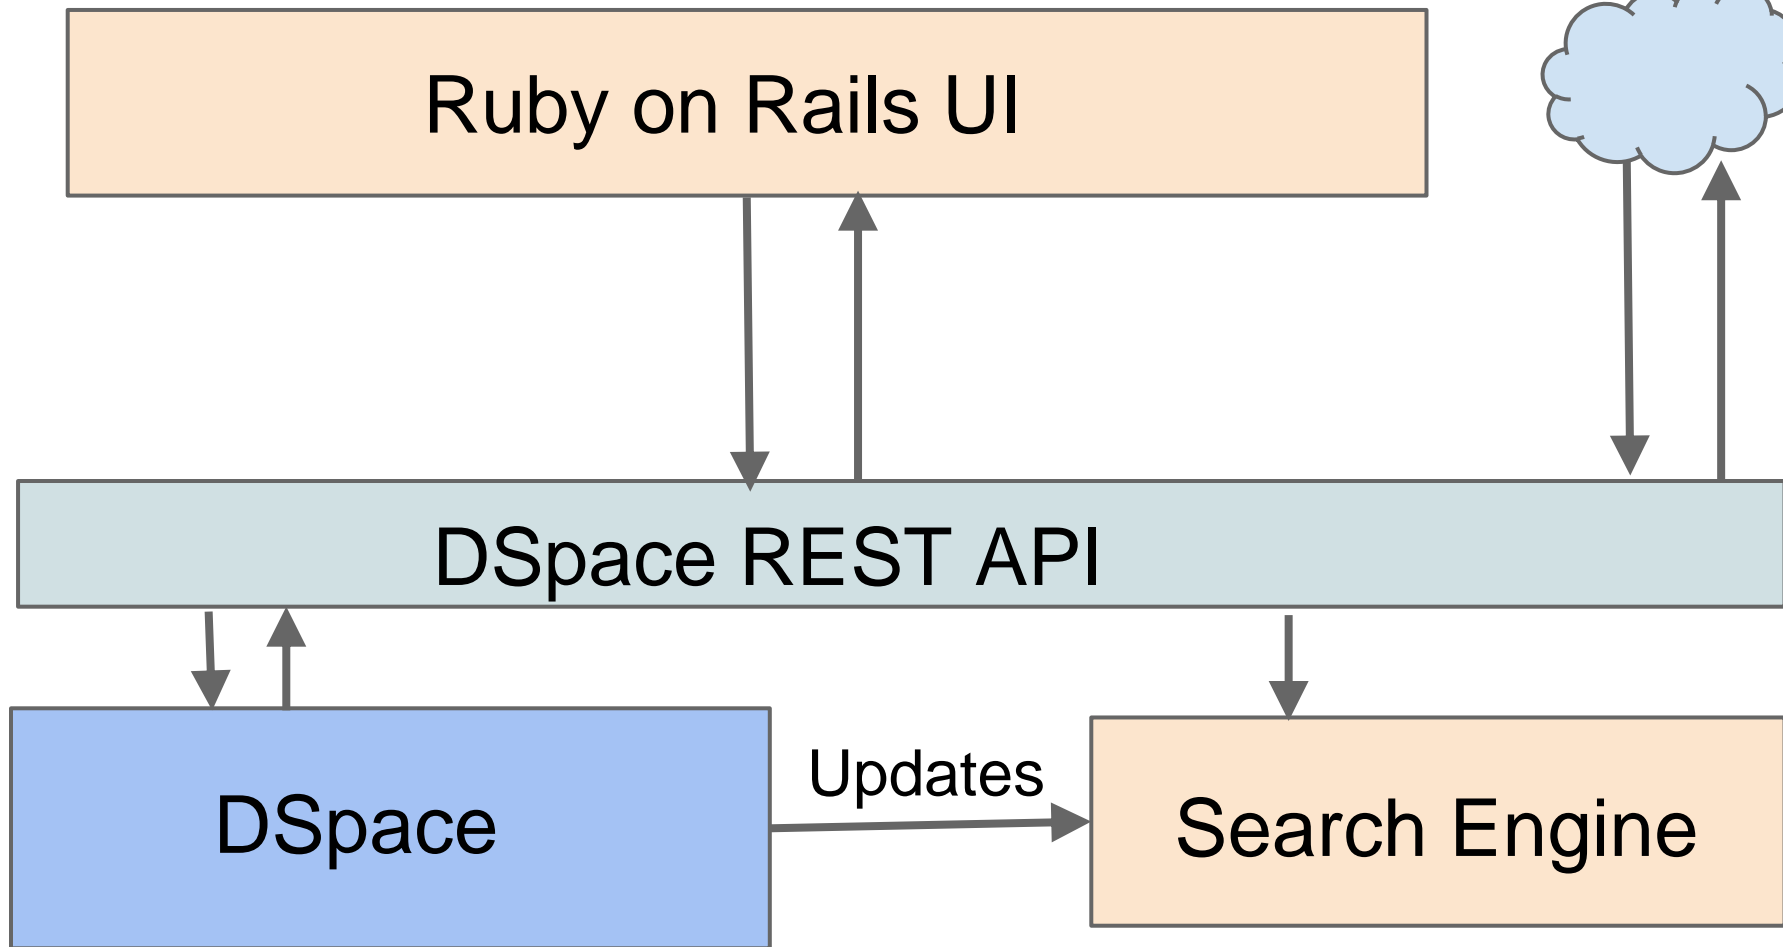 Ruby on Rails UI
DSpace REST API
Updates
DSpace
Search Engine